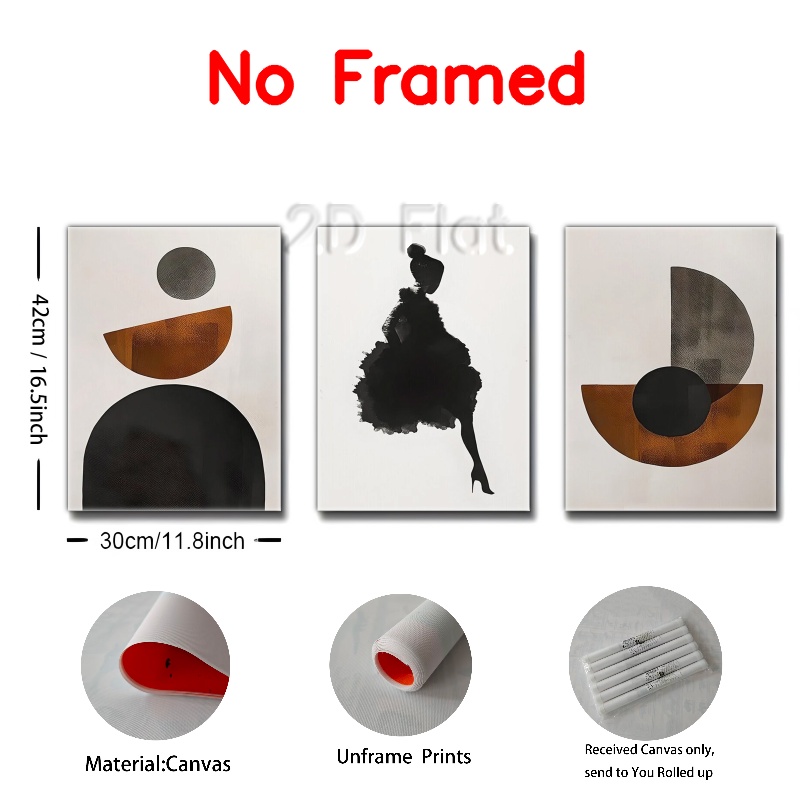 No Framed
2D Flat
42cm / 16.5inch
30cm/11.8inch
Material:Canvas
Unframe Prints
Received Canvas only,
send to You Rolled up